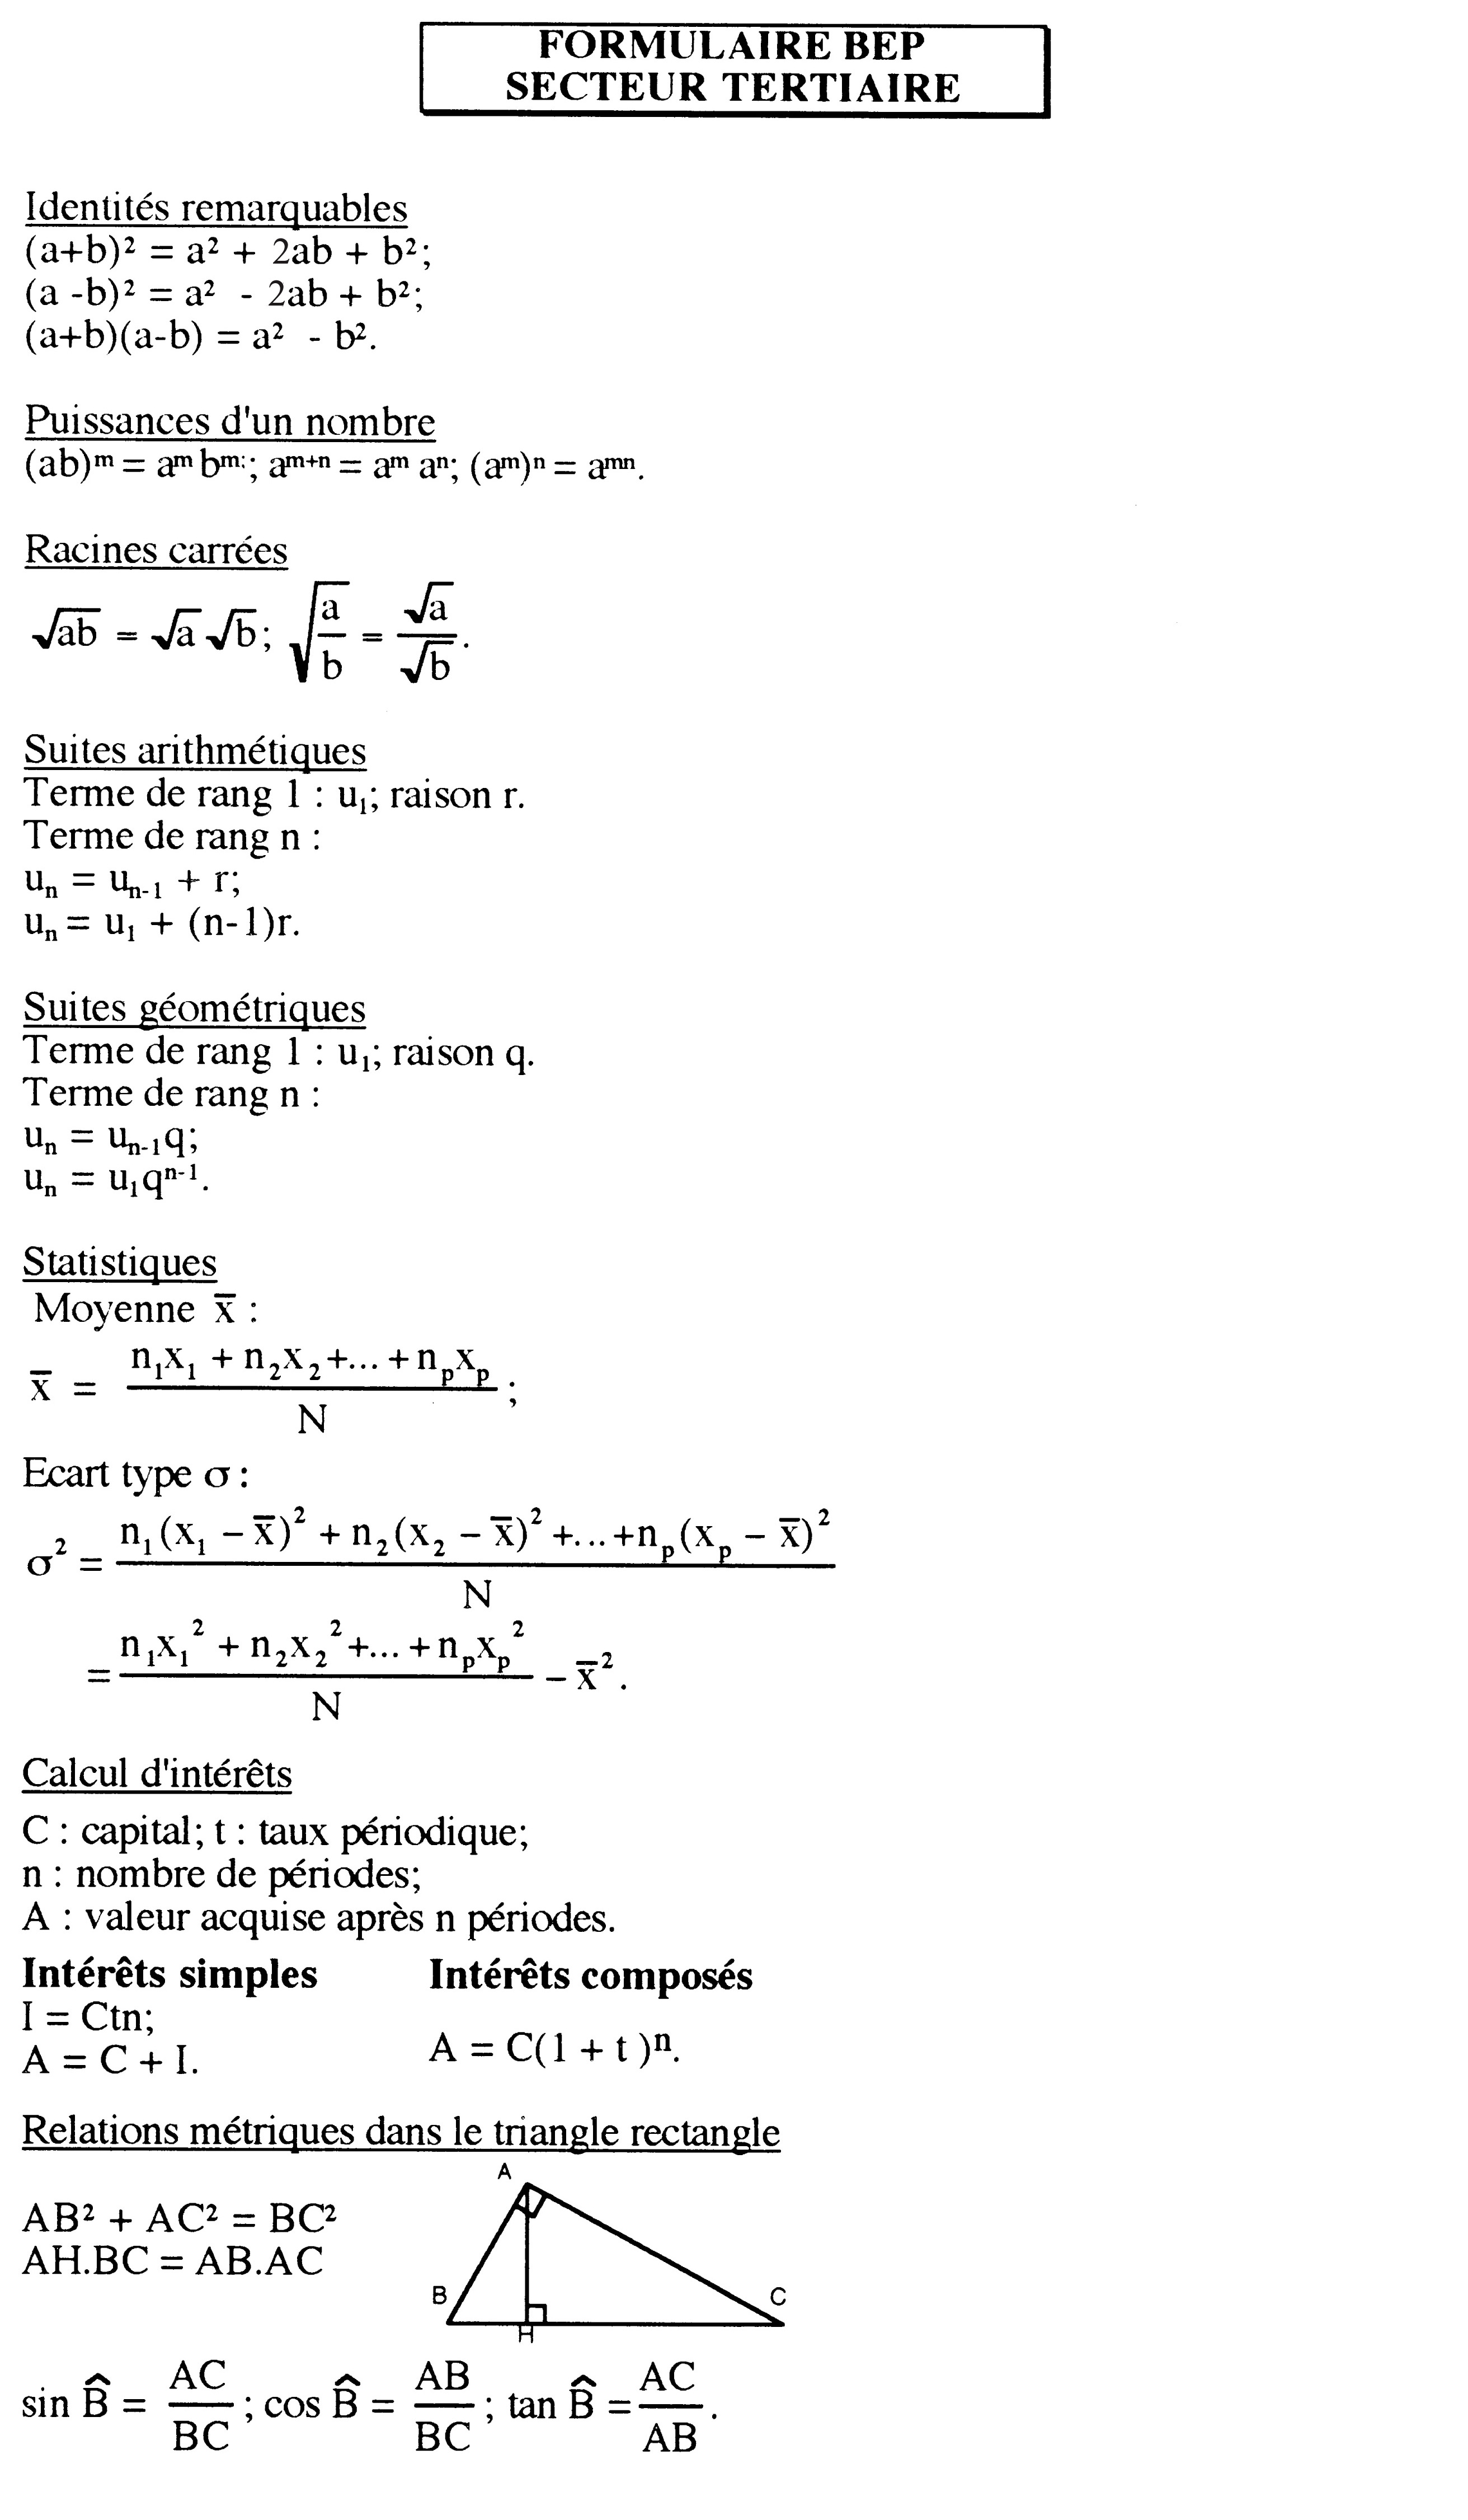 FORMULAIRE BEP
SECTEUR TERTIAIRE
Identités remarquables
(a+b)² = a² + 2ab + b²;
(a -b)² = a² - 2ab + b²;
(a+b)(a-b) = a² - b².
Puissances d'un nombre
(ab)ᵐ = aᵐ bᵐ;; aᵐ⁺ⁿ = aᵐ aⁿ; (aᵐ)ⁿ = aᵐⁿ.
Racines carrées
√(ab) = √a √b; √(a/b) = √a/√b.
Suites arithmétiques
Terme de rang 1 : u₁; raison r.
Terme de rang n :
uₙ = uₙ₋₁ + r;
uₙ = u₁ + (n-1)r.
Suites géométriques
Terme de rang 1 : u₁; raison q.
Terme de rang n :
uₙ = uₙ₋₁q;
uₙ = u₁qⁿ⁻¹.
Statistiques
Moyenne x̄ :
x̄ = (n₁x₁ + n₂x₂ +... + nₚxₚ)/N ;
Ecart type σ :
σ² = (n₁(x₁ − x̄)² + n₂(x₂ − x̄)² +...+nₚ(xₚ − x̄)²)/N
= (n₁x₁² + n₂x₂² +... + nₚxₚ²)/N − x̄².
Calcul d'intérêts
C : capital; t : taux périodique;
n : nombre de périodes;
A : valeur acquise après n périodes.
Intérêts simples Intérêts composés
I = Ctn;
A = C + I. A = C(1 + t )ⁿ.
Relations métriques dans le triangle rectangle
A
AB² + AC² = BC²
AH.BC = AB.AC
B C
H
sin B̂ = AC/BC ; cos B̂ = AB/BC ; tan B̂ = AC/AB .